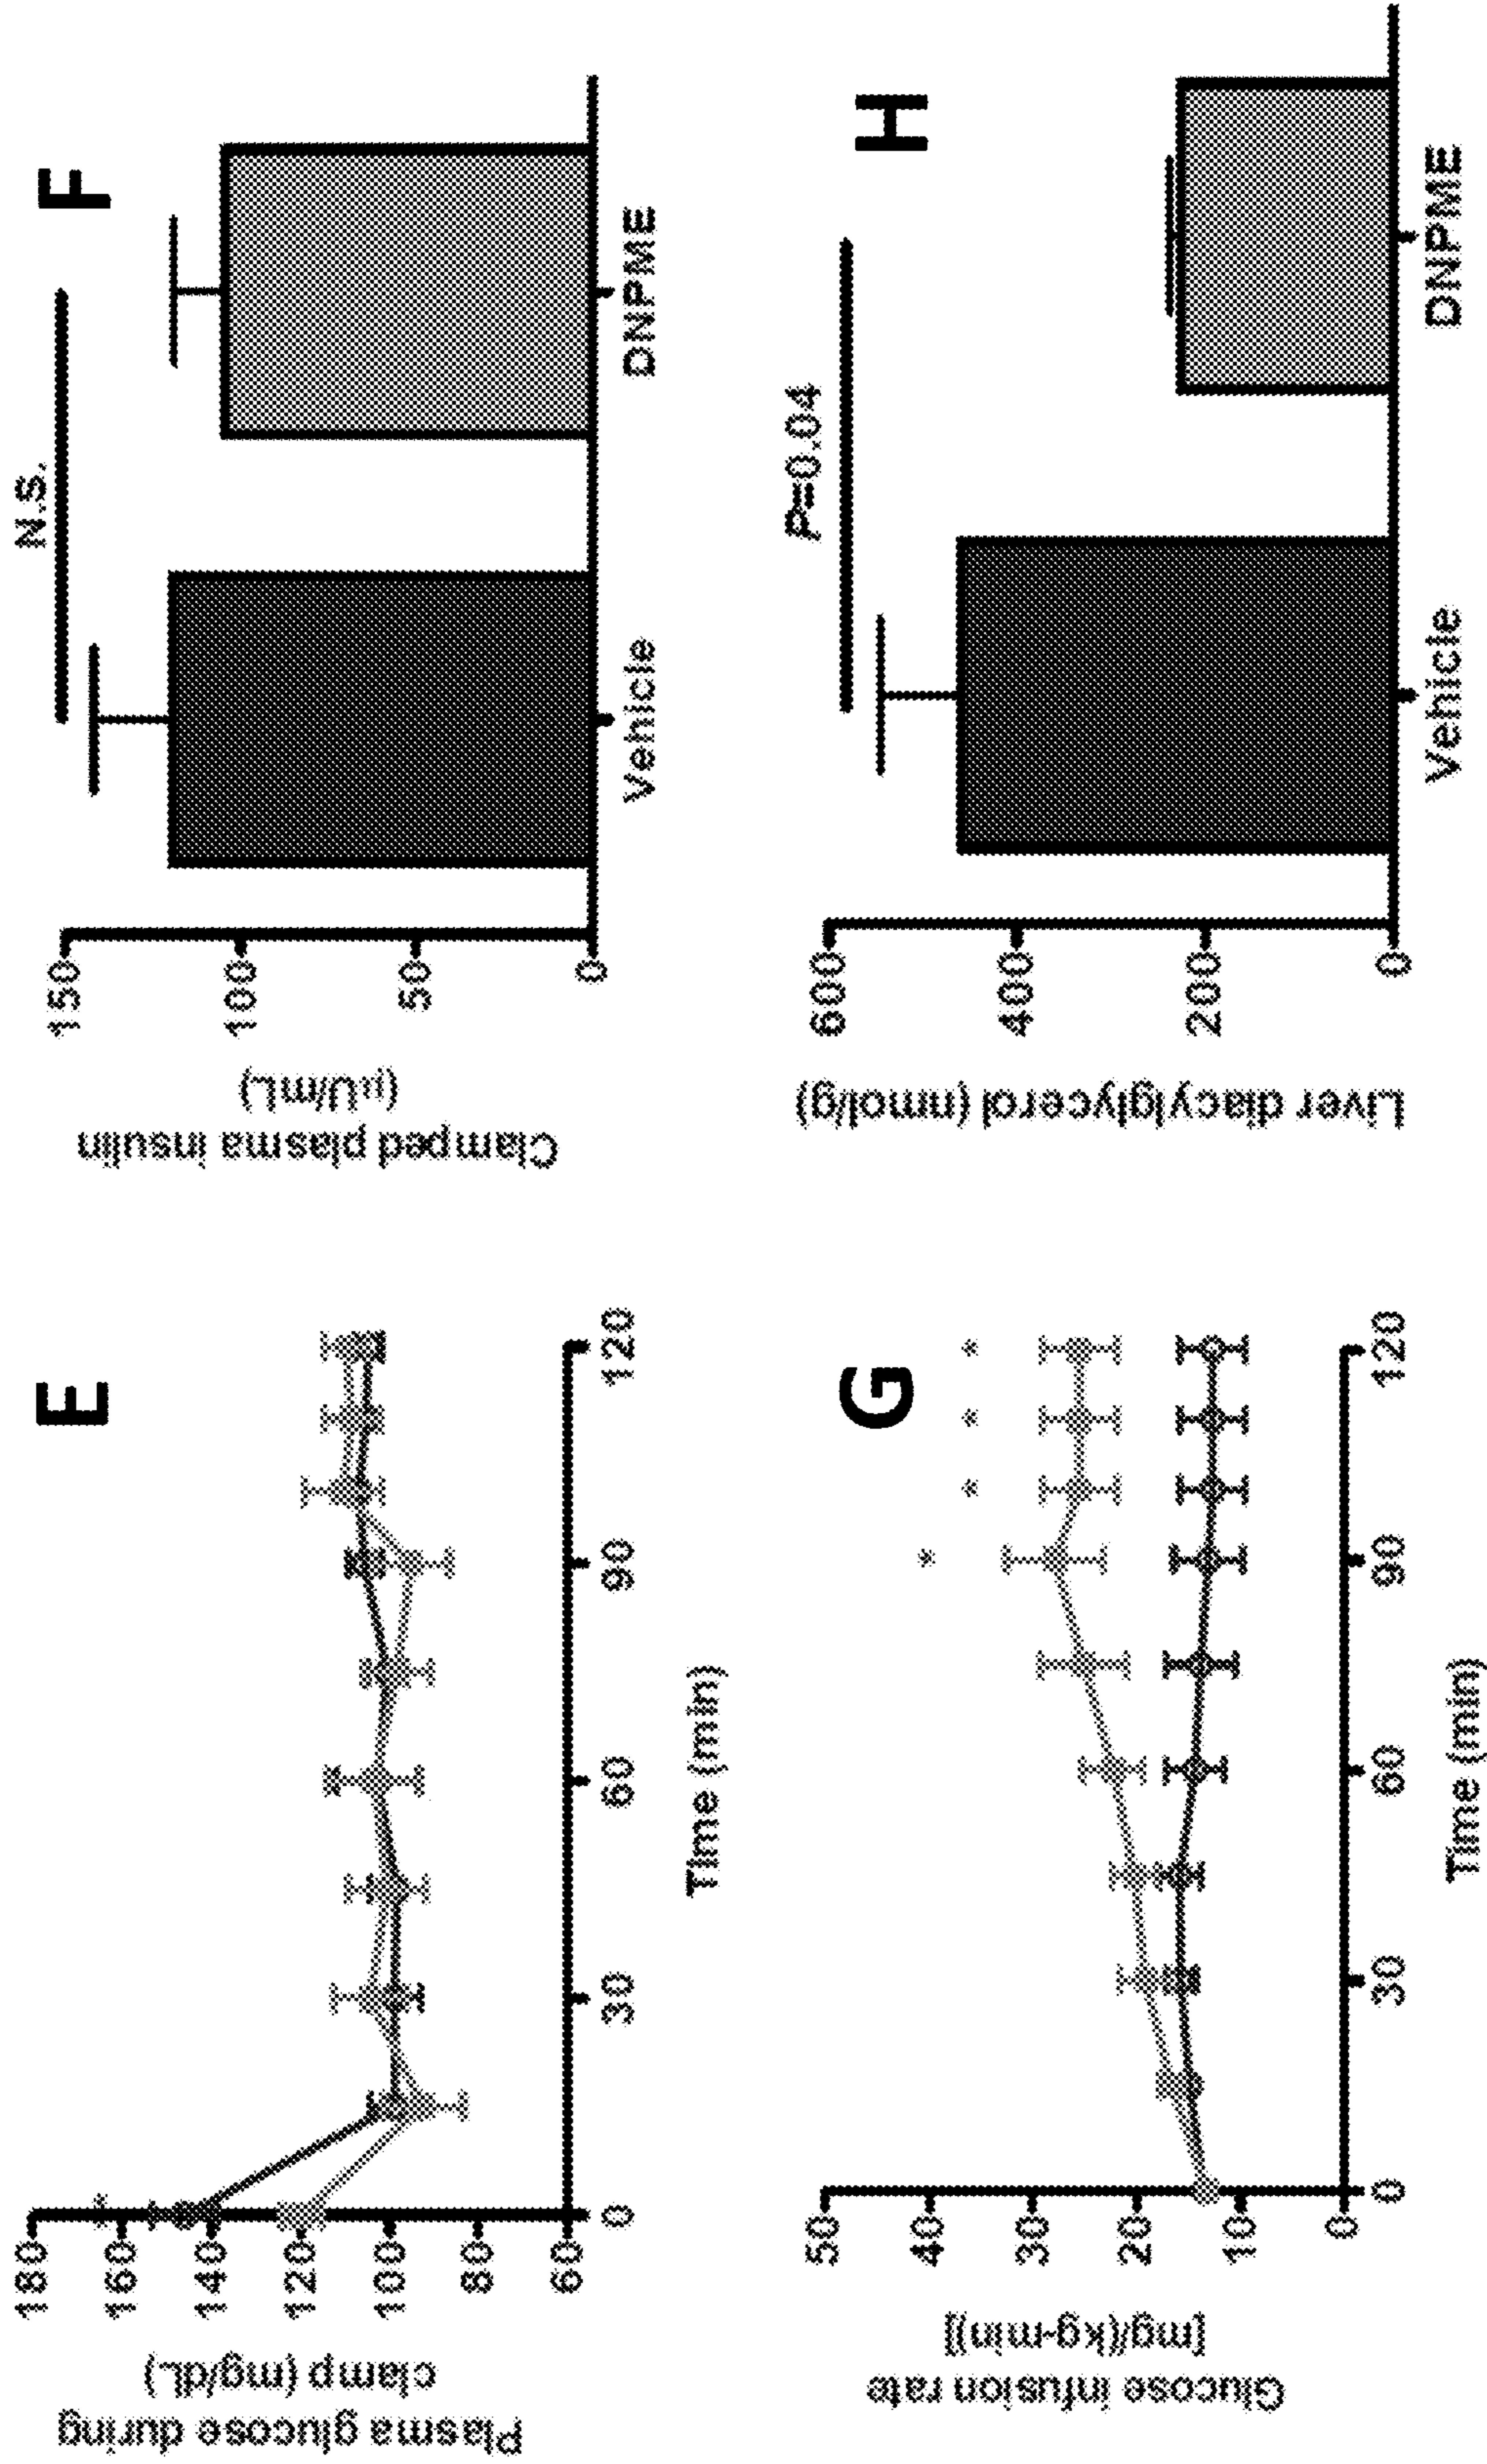 E
Plasma glucose during
clamp (mg/dL)
180
160
140
120
100
80
60
*
0
30
60
90
120
Time (min)
F
Clamped plasma insulin
(µU/mL)
150
100
50
0
N.S.
Vehicle
DNPME
G
Glucose infusion rate
[mg/(kg-min)]
50
40
30
20
10
0
* * * *
0
30
60
90
120
Time (min)
H
Liver diacylglycerol (nmol/g)
600
400
200
0
P=0.04
Vehicle
DNPME